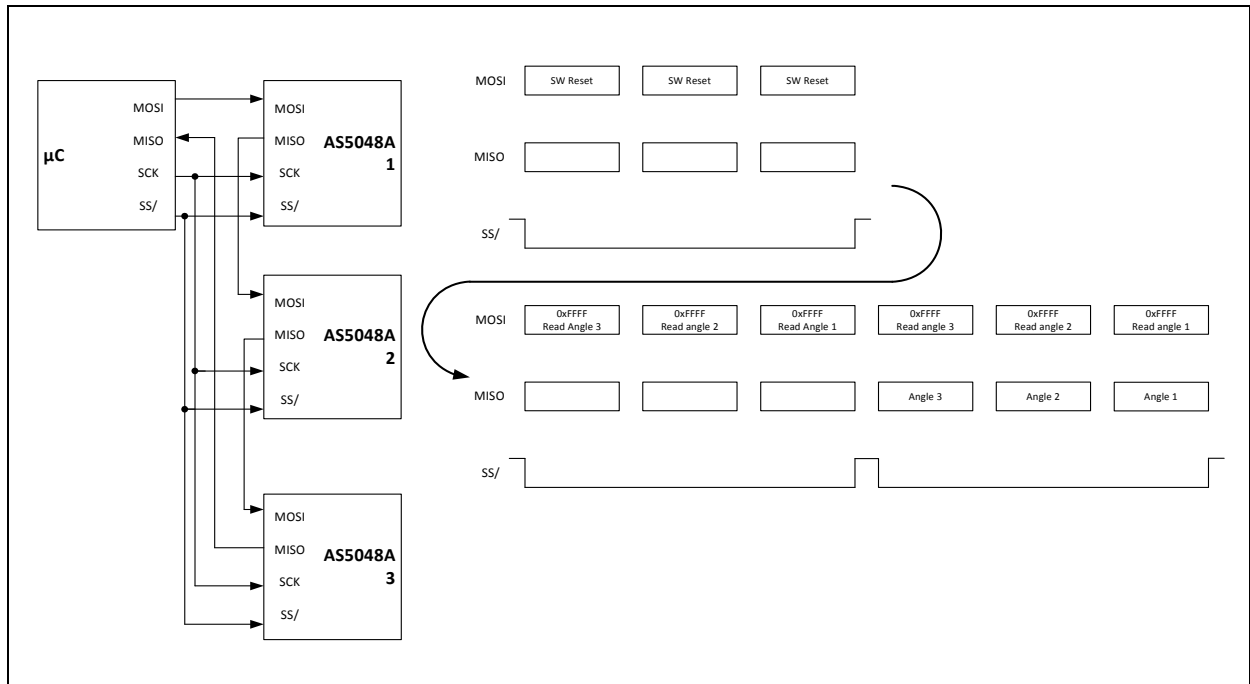 µC
MOSI
MISO
SCK
SS/
MOSI
MISO
SCK
SS/
AS5048A
1
MOSI
MISO
SCK
SS/
AS5048A
2
MOSI
MISO
SCK
SS/
AS5048A
3
MOSI
SW Reset
SW Reset
SW Reset
MISO
SS/
MOSI
0xFFFF
Read Angle 3
0xFFFF
Read angle 2
0xFFFF
Read Angle 1
0xFFFF
Read angle 3
0xFFFF
Read angle 2
0xFFFF
Read angle 1
MISO
Angle 3
Angle 2
Angle 1
SS/